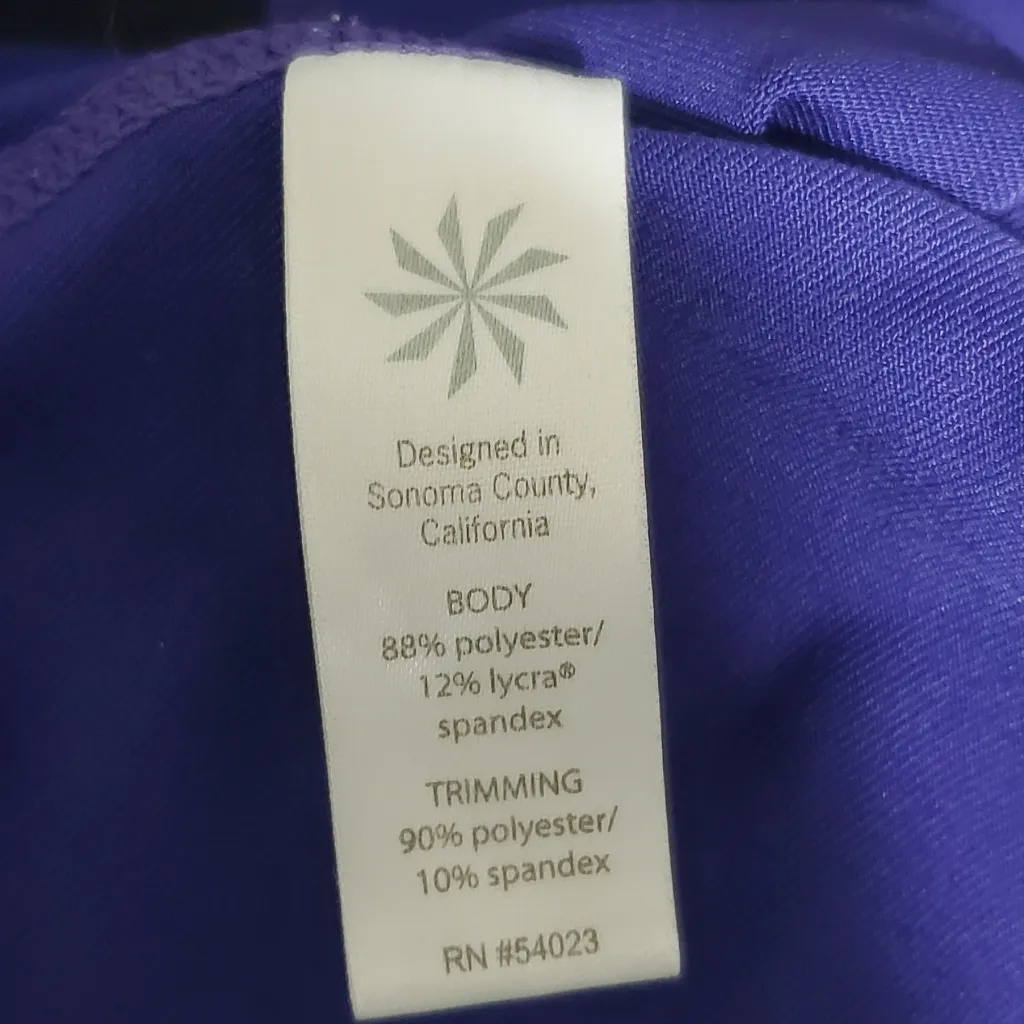 Designed in
Sonoma County,
California
BODY
88% polyester/
12% lycra®
spandex
TRIMMING
90% polyester/
10% spandex
RN #54023